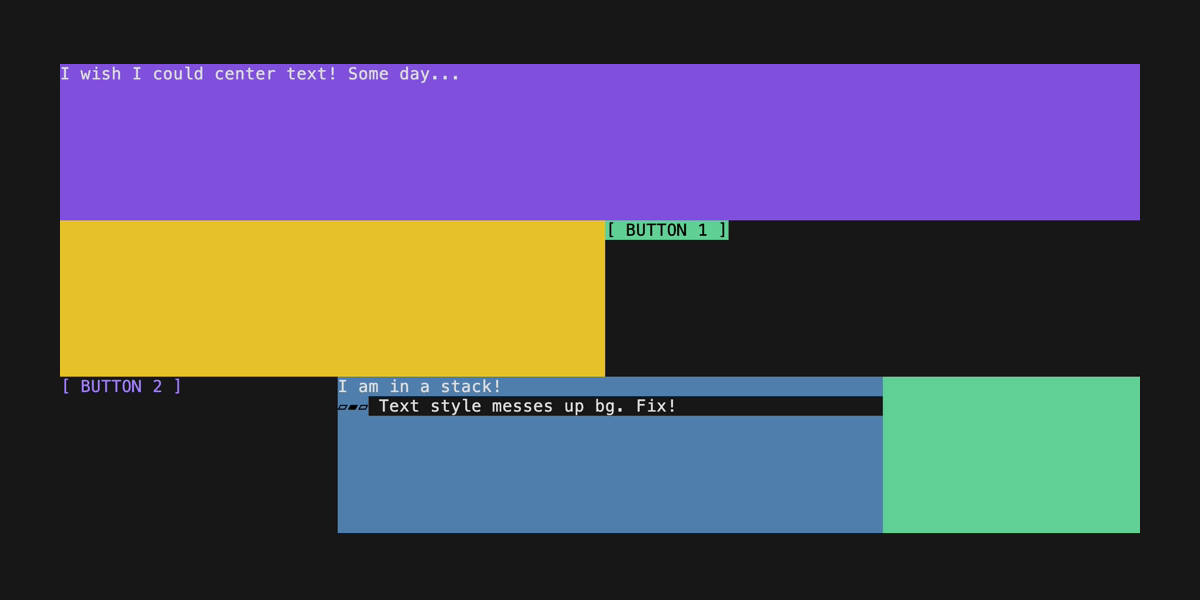 I wish I could center text! Some day...
[ BUTTON 1 ]
[ BUTTON 2 ]
I am in a stack!
▱▰▱ Text style messes up bg. Fix!